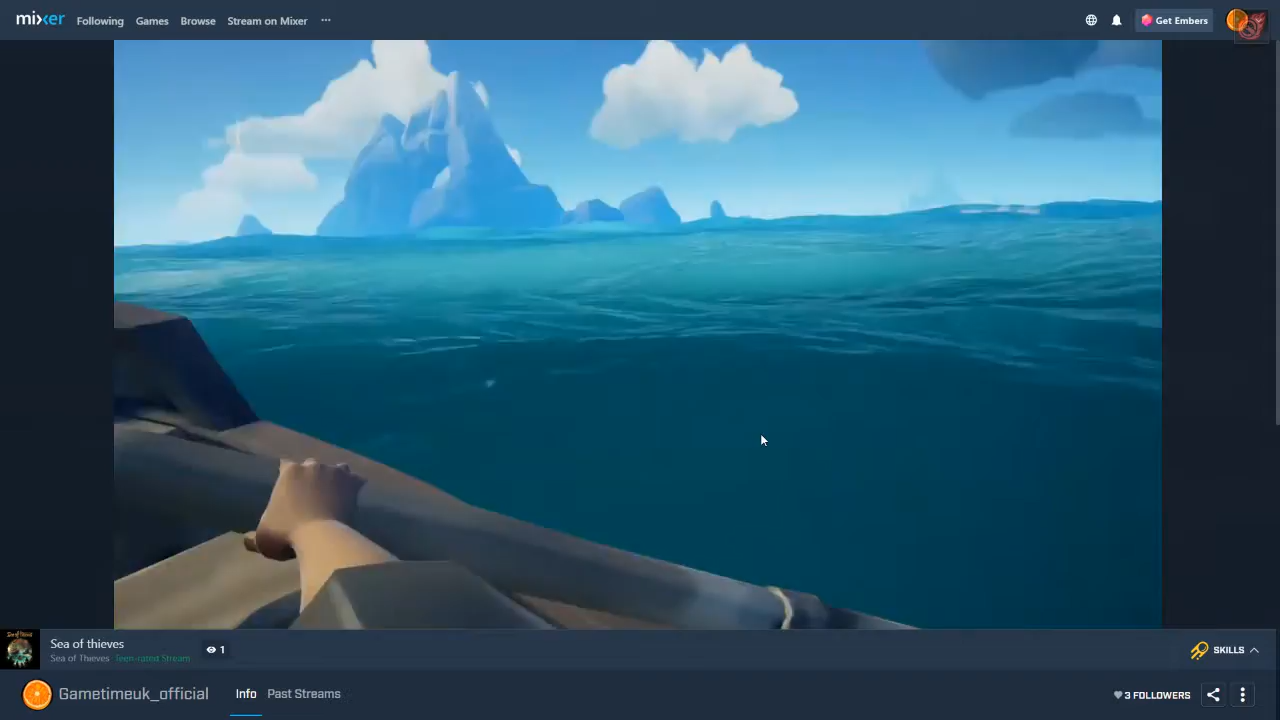 mixer Following Games Browse Stream on Mixer ··· Get Embers
Sea of thieves 1
Sea of Thieves Teen-rated Stream
SKILLS
Gametimeuk_official Info Past Streams 3 FOLLOWERS